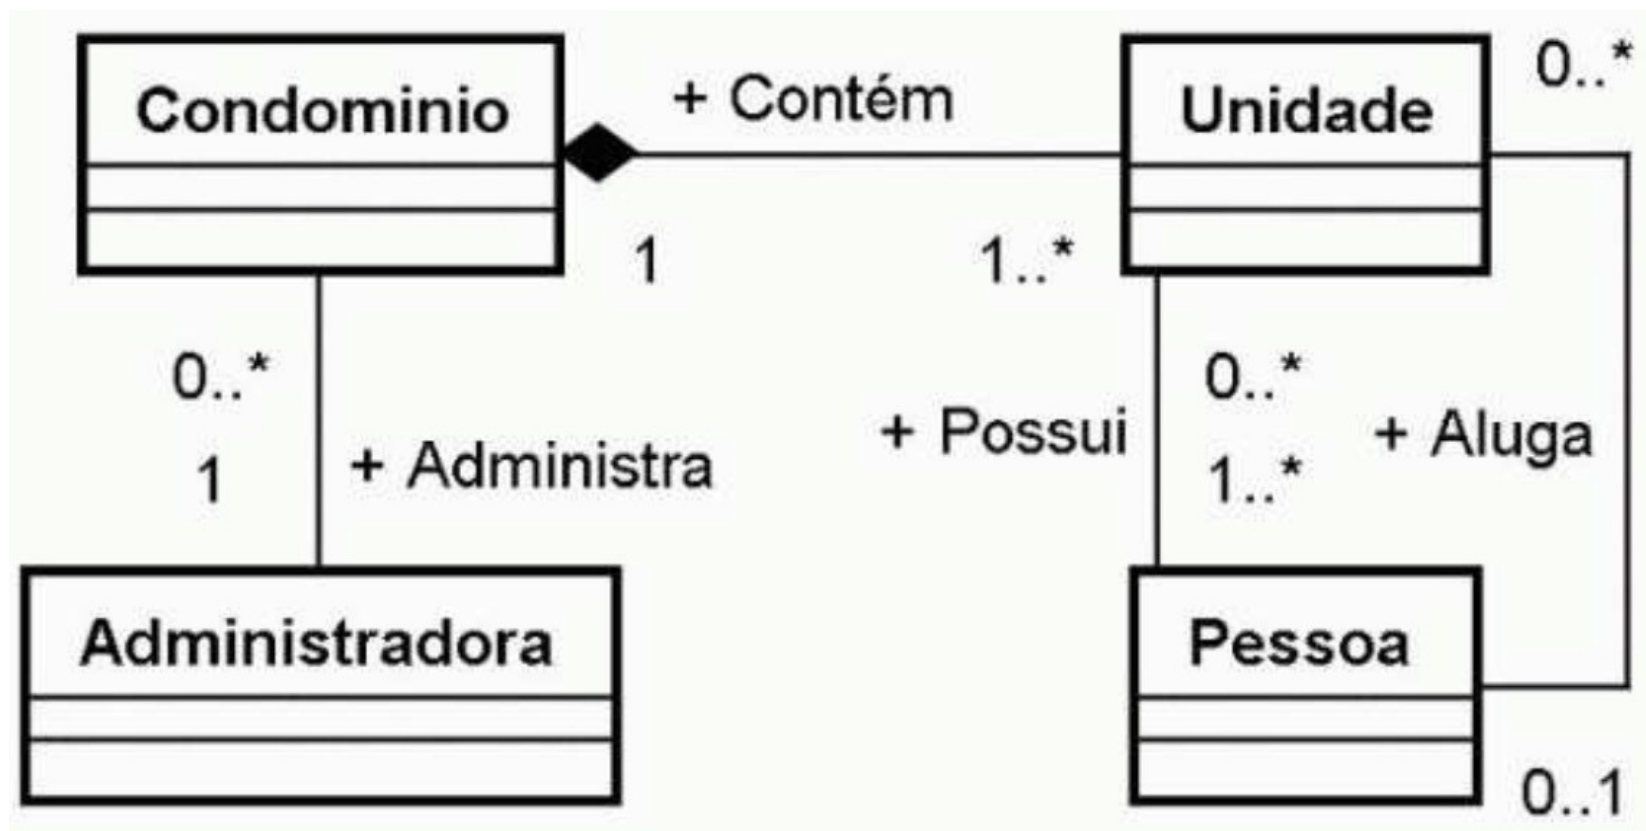 Condominio
+ Contém
Unidade
0..*
1
1..*
0..*
1
+ Administra
+ Possui
0..*
1..*
+ Aluga
Administradora
Pessoa
0..1